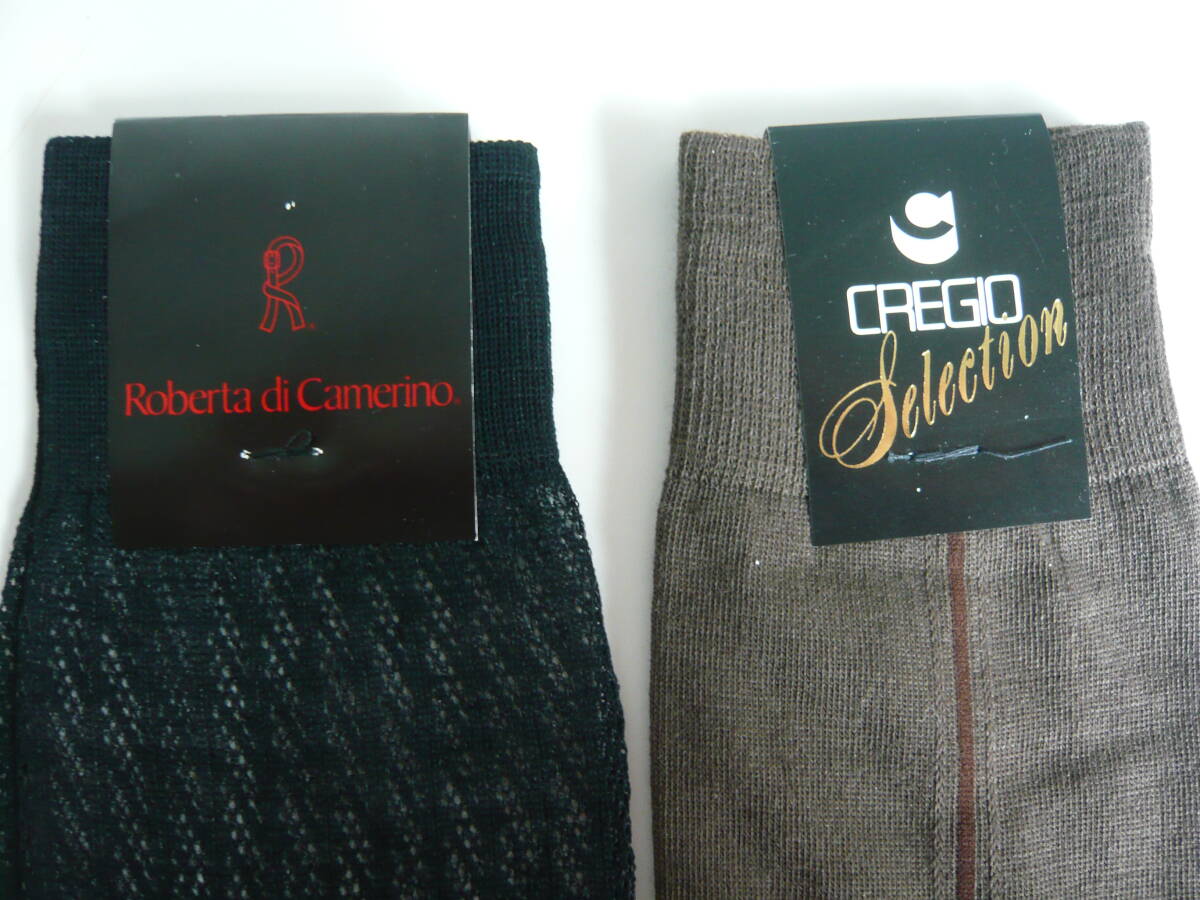 R
Roberta di Camerino®
CREGIO
Selection